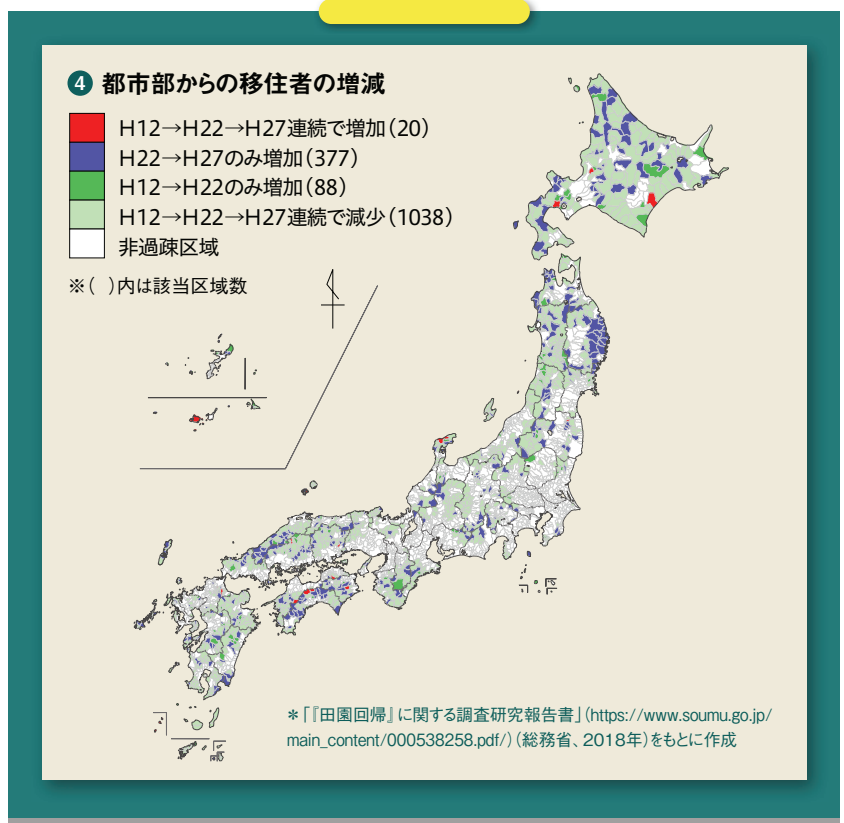 ❹ 都市部からの移住者の増減
H12→H22→H27連続で増加(20)
H22→H27のみ増加(377)
H12→H22のみ増加(88)
H12→H22→H27連続で減少(1038)
非過疎区域
※( )内は該当区域数
＊「『田園回帰』に関する調査研究報告書」(https://www.soumu.go.jp/
main_content/000538258.pdf/)(総務省、2018年)をもとに作成